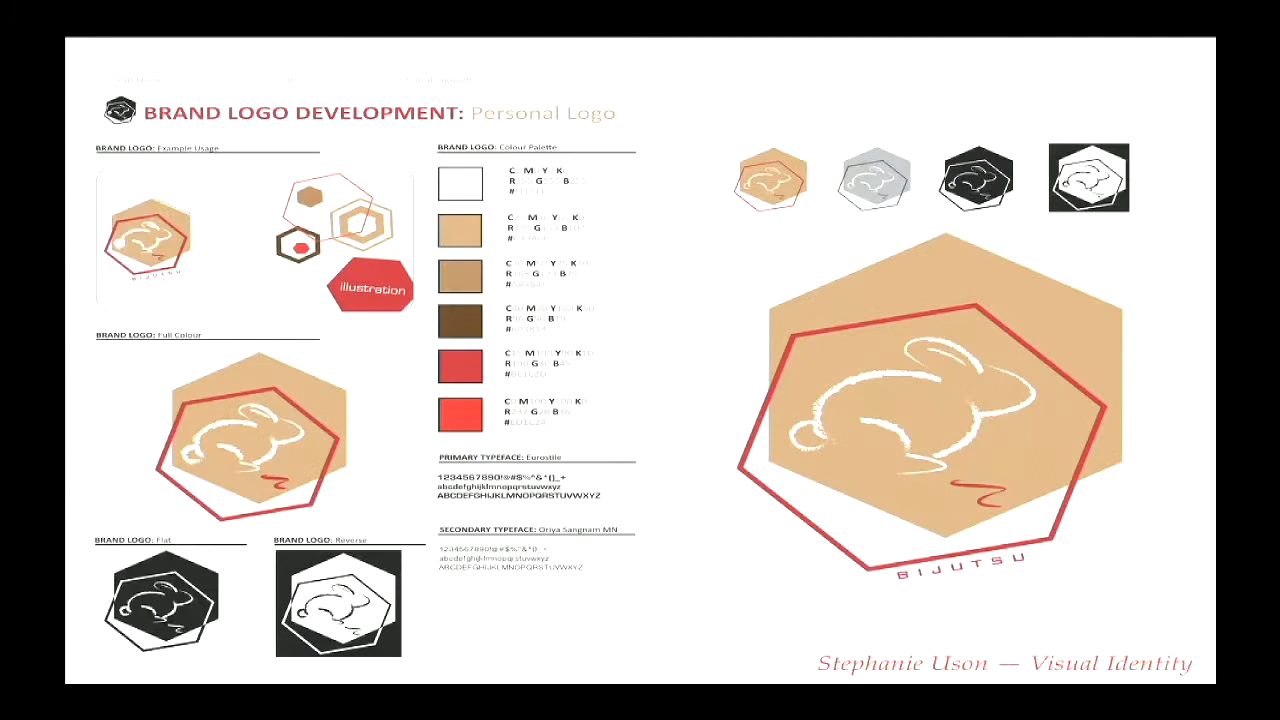 BRAND LOGO DEVELOPMENT: Personal Logo
BRAND LOGO: Example Usage
BIJUTSU
illustration
BRAND LOGO: Full Colour
BRAND LOGO: Flat
BRAND LOGO: Reverse
BRAND LOGO: Colour Palette
C M Y K
R G B
#
C M Y K
R G B
#
C M Y K
R G B
#
C M Y K
R G B
#
C M Y K
R G B
#
C M Y K
R G B
#
PRIMARY TYPEFACE: Eurostile
1234567890!@#$%^&*()_+
abcdefghijklmnopqrstuvwxyz
ABCDEFGHIJKLMNOPQRSTUVWXYZ
SECONDARY TYPEFACE: Oriya Sangnam MN
1234567890!@#$%^&*()_+
abcdefghijklmnopqrstuvwxyz
ABCDEFGHIJKLMNOPQRSTUVWXYZ
BIJUTSU
Stephanie Uson — Visual Identity